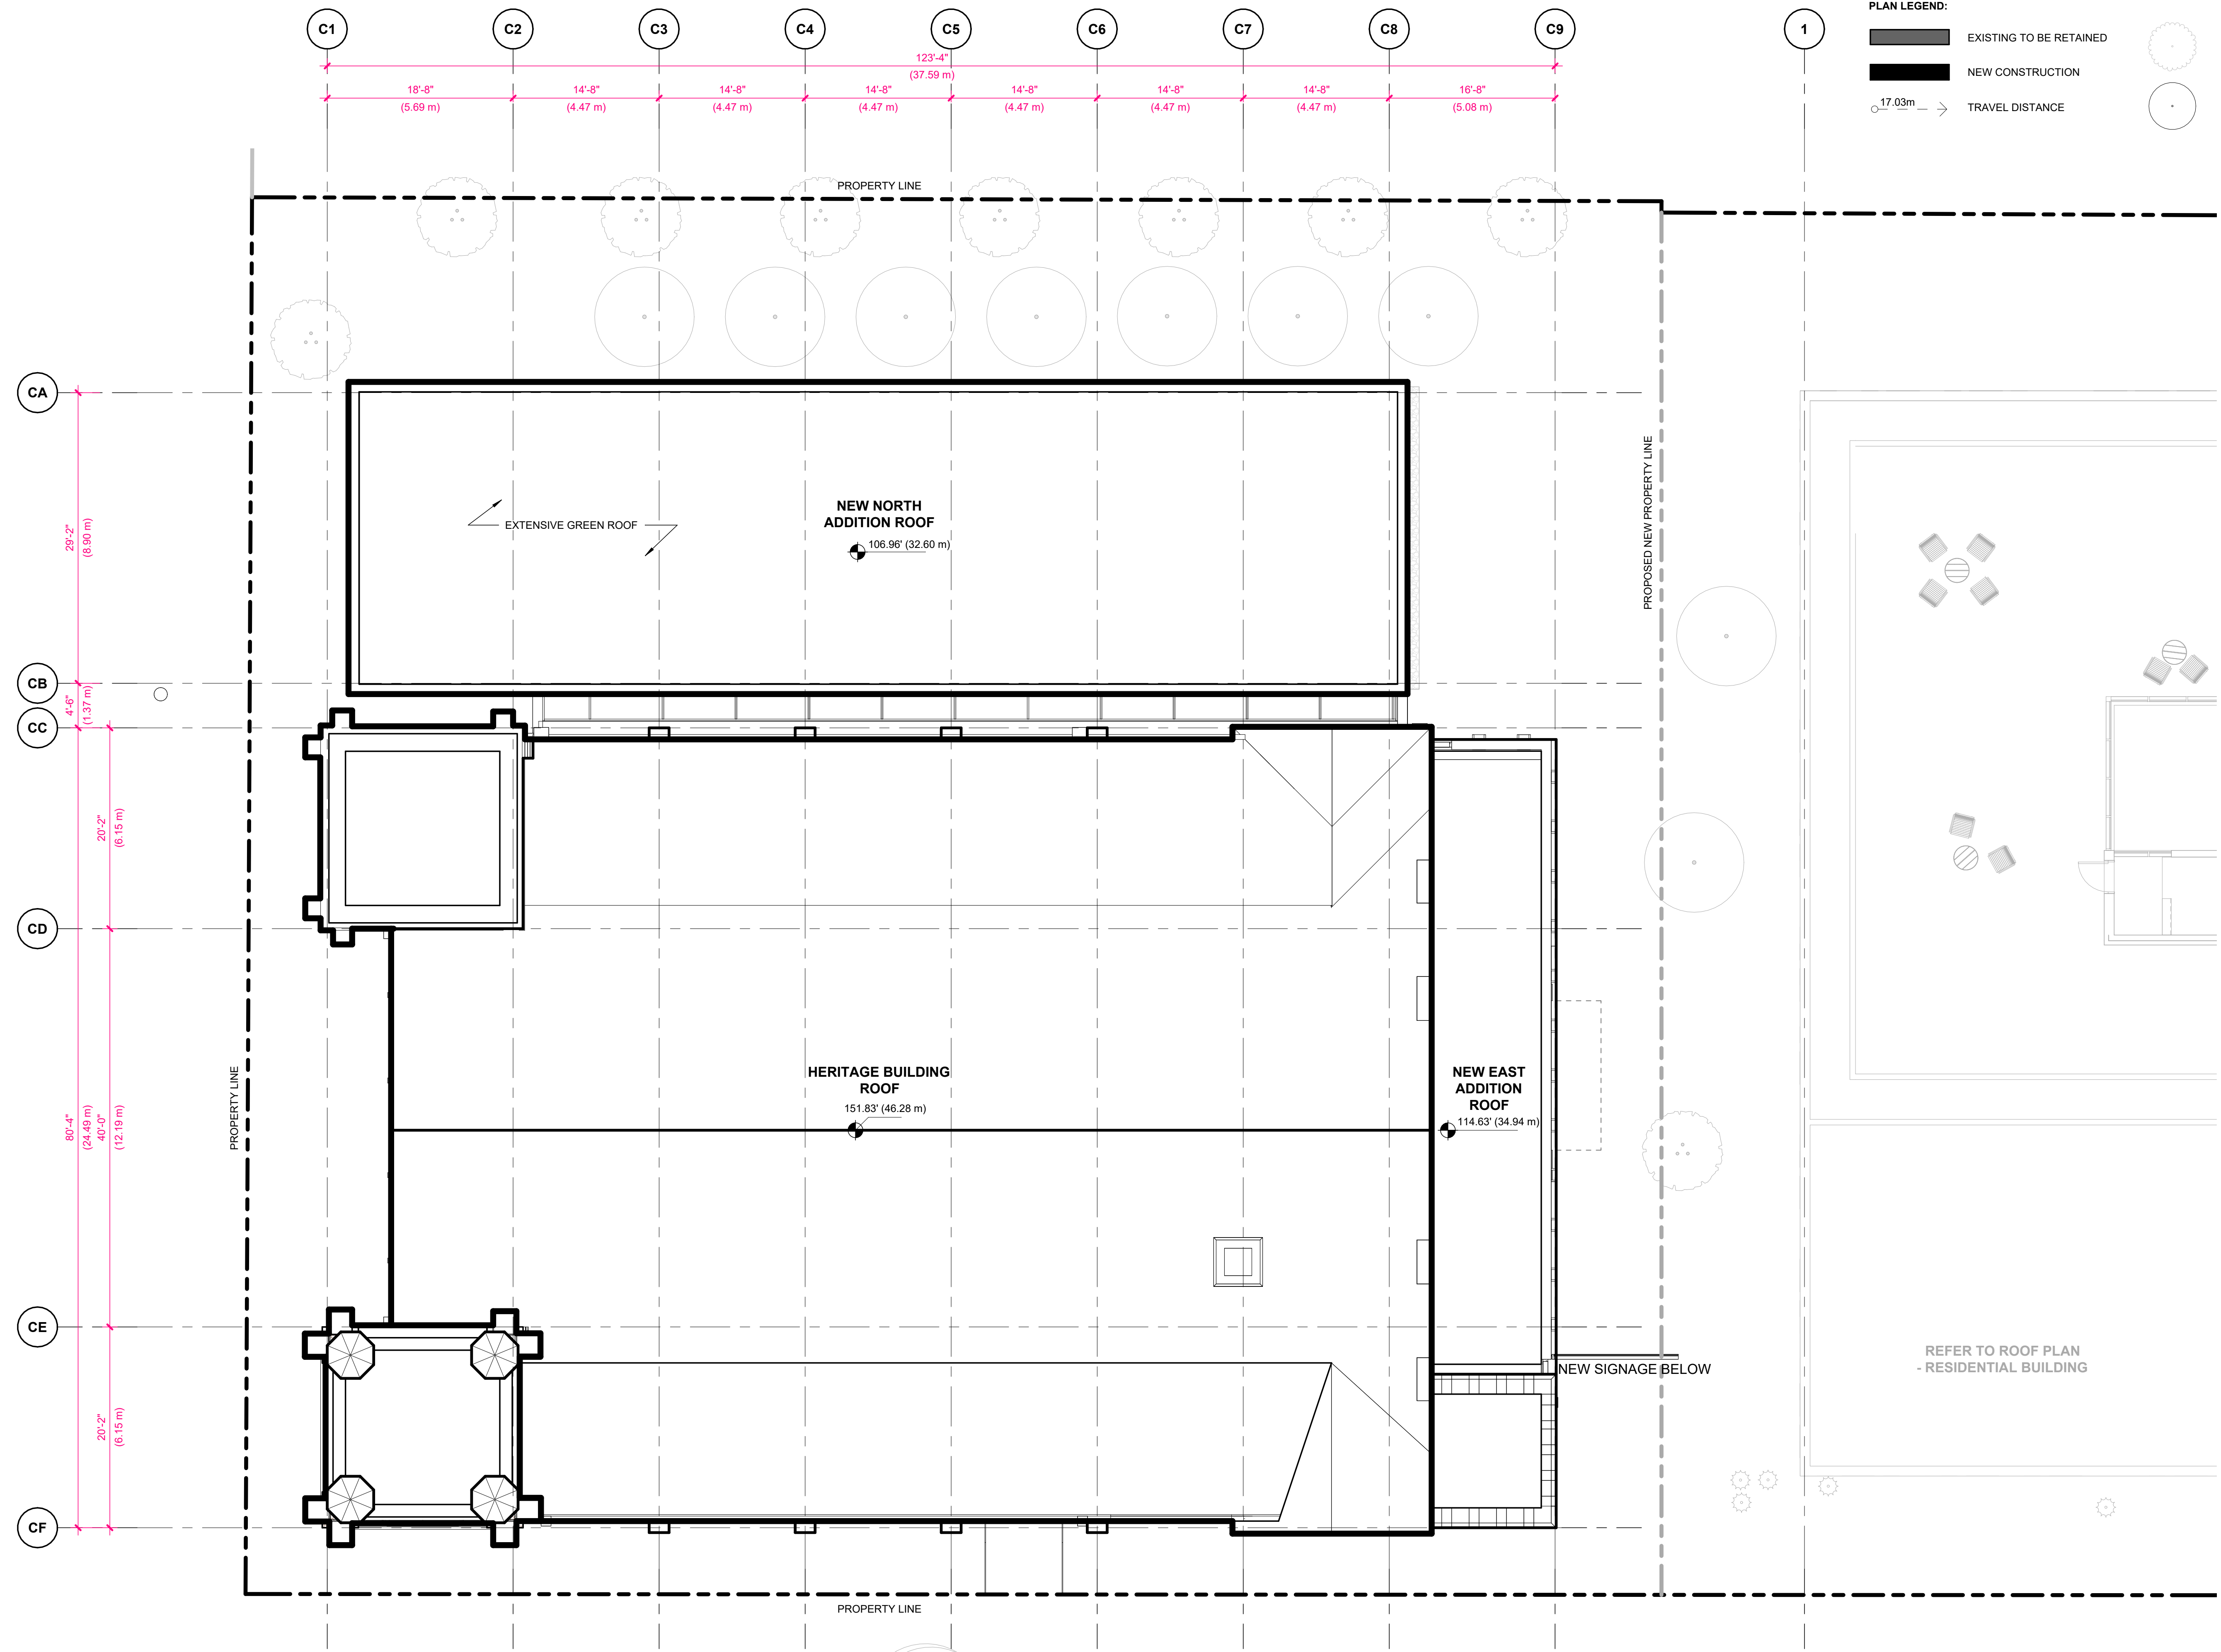 C1 C2 C3 C4 C5 C6 C7 C8 C9 1
PLAN LEGEND:
EXISTING TO BE RETAINED
NEW CONSTRUCTION
17.03m
TRAVEL DISTANCE
123'-4"
(37.59 m)
18'-8" 14'-8" 14'-8" 14'-8" 14'-8" 14'-8" 14'-8" 16'-8"
(5.69 m) (4.47 m) (4.47 m) (4.47 m) (4.47 m) (4.47 m) (4.47 m) (5.08 m)
PROPERTY LINE
CA
29'-2"
(8.90 m)
EXTENSIVE GREEN ROOF
NEW NORTH
ADDITION ROOF
106.96' (32.60 m)
PROPOSED NEW PROPERTY LINE
CB
4'-6"
(1.37 m)
CC
20'-2"
(6.15 m)
CD
80'-4"
(24.49 m)
40'-0"
(12.19 m)
PROPERTY LINE
HERITAGE BUILDING
ROOF
151.83' (46.28 m)
NEW EAST
ADDITION
ROOF
114.63' (34.94 m)
CE
NEW SIGNAGE BELOW
REFER TO ROOF PLAN
- RESIDENTIAL BUILDING
20'-2"
(6.15 m)
CF
PROPERTY LINE